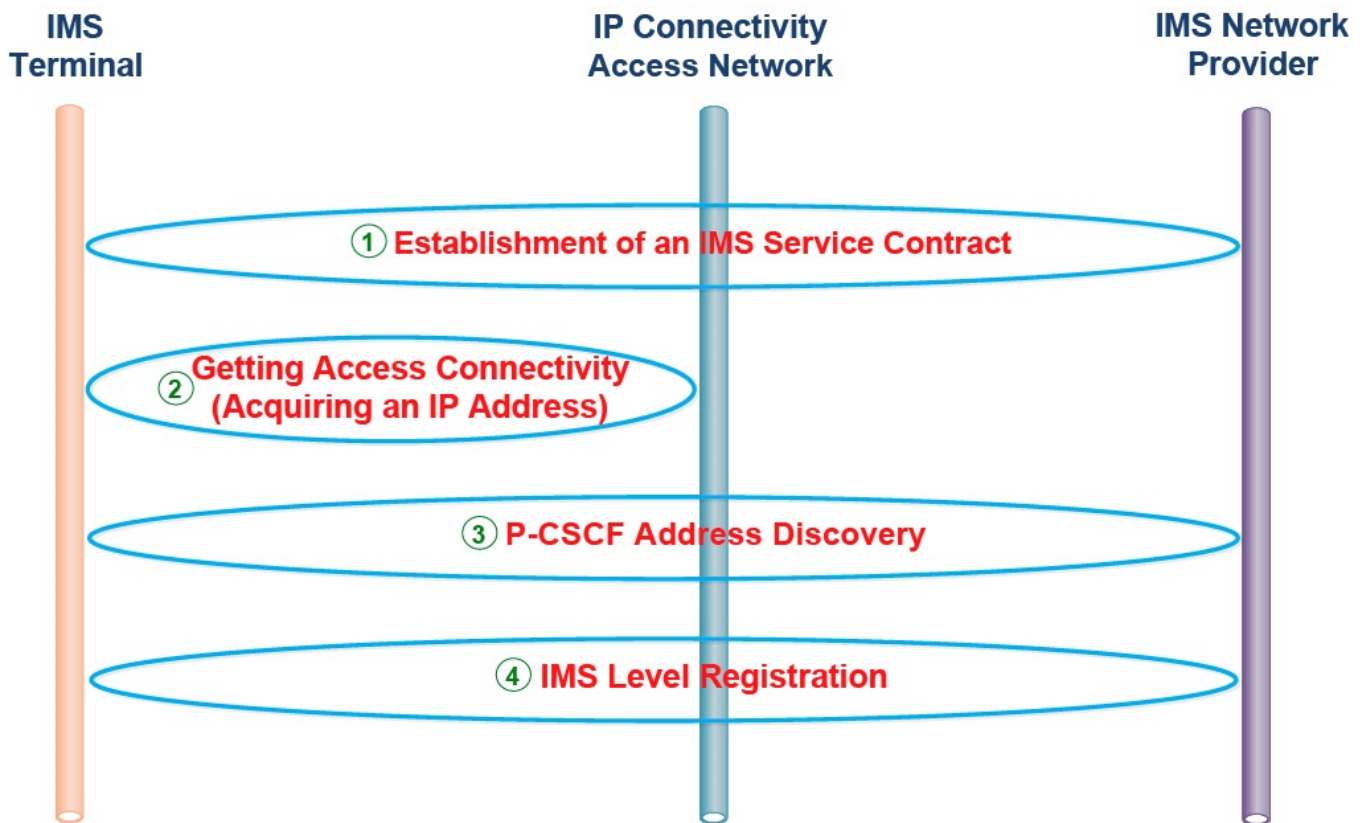 IMS
Terminal
IP Connectivity
Access Network
IMS Network
Provider
1 Establishment of an IMS Service Contract
2 Getting Access Connectivity
(Acquiring an IP Address)
3 P-CSCF Address Discovery
4 IMS Level Registration